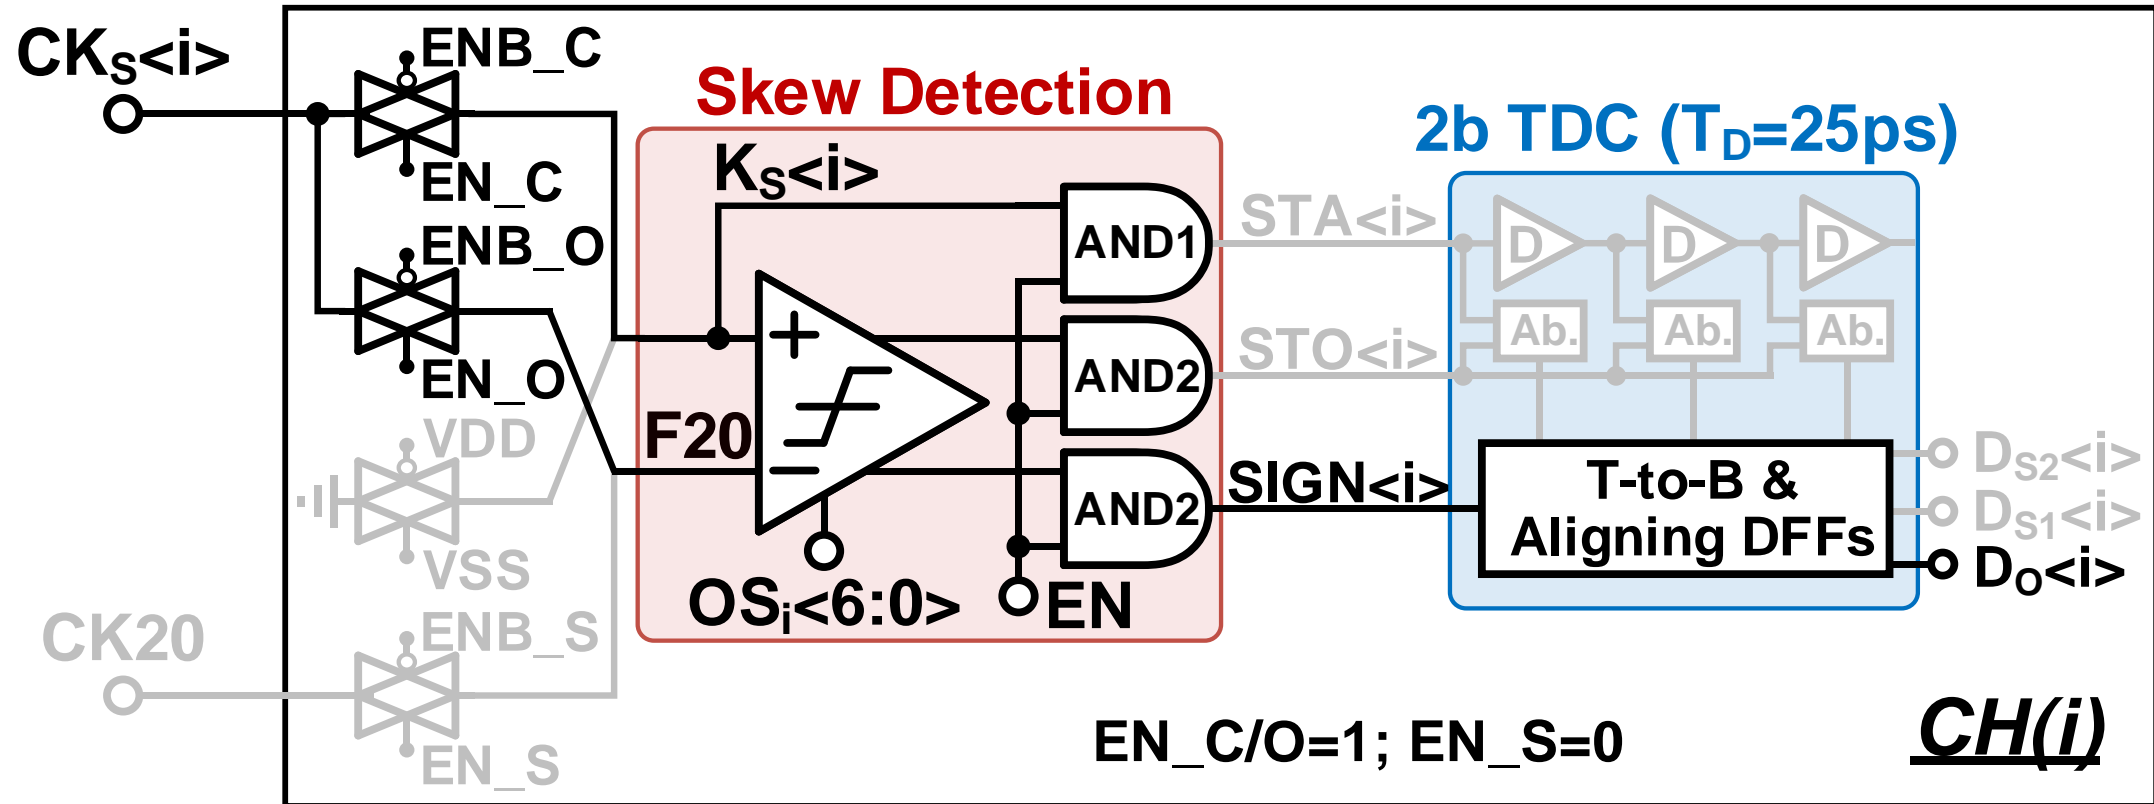 CKS<i>
ENB_C
EN_C
ENB_O
EN_O
VDD
VSS
CK20
ENB_S
EN_S
Skew Detection
KS<i>
F20
+
−
OSi<6:0>
EN
AND1
AND2
AND2
STA<i>
STO<i>
SIGN<i>
2b TDC (TD=25ps)
D
D
D
Ab.
Ab.
Ab.
T-to-B &
Aligning DFFs
DS2<i>
DS1<i>
DO<i>
EN_C/O=1; EN_S=0
CH(i)